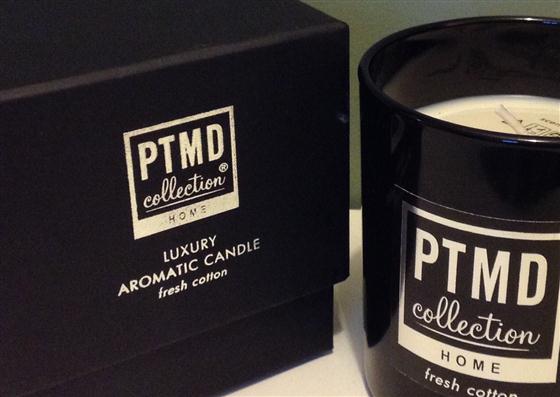 PTMD
collection®
HOME
LUXURY
AROMATIC CANDLE
fresh cotton
PTMD
collection
HOME
fresh cotton